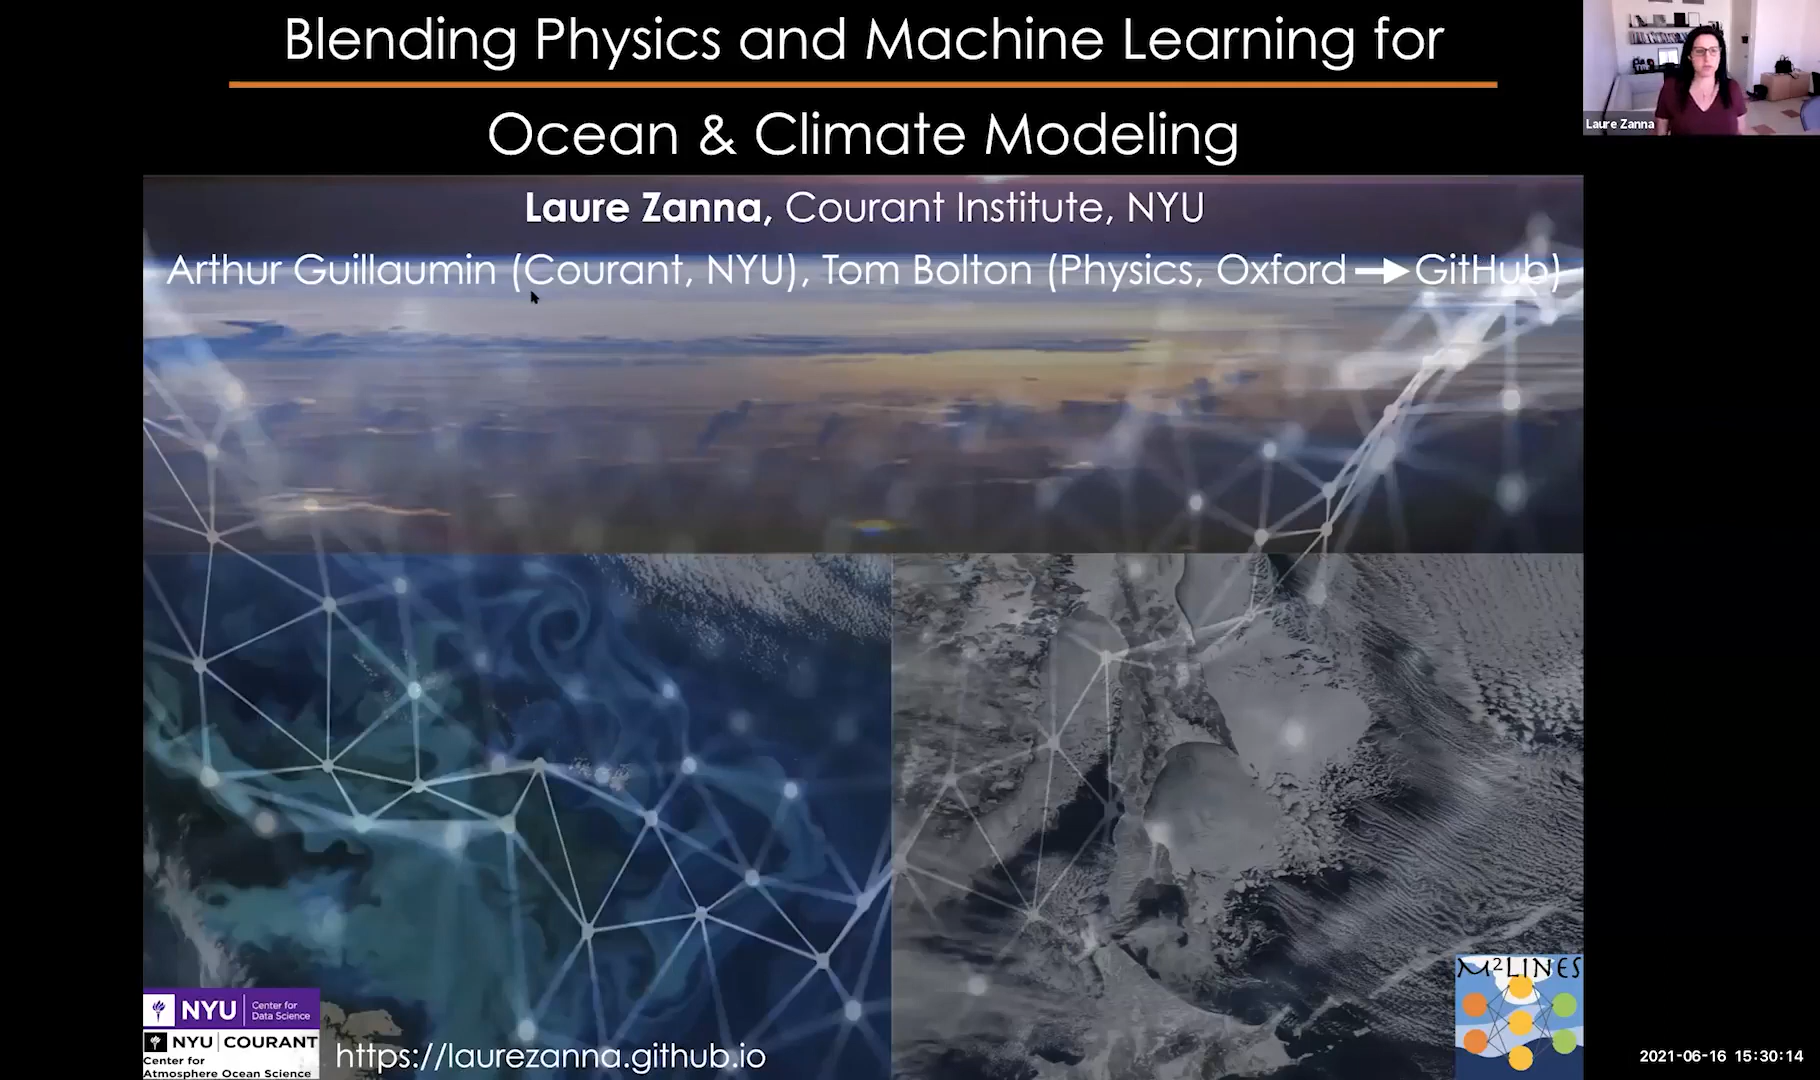 Blending Physics and Machine Learning for
Ocean & Climate Modeling
Laure Zanna, Courant Institute, NYU
Arthur Guillaumin (Courant, NYU), Tom Bolton (Physics, Oxford → GitHub)
Laure Zanna
NYU | Center for
Data Science
NYU | COURANT
Center for
Atmosphere Ocean Science
https://laurezanna.github.io
M²LINES
2021-06-16 15:30:14